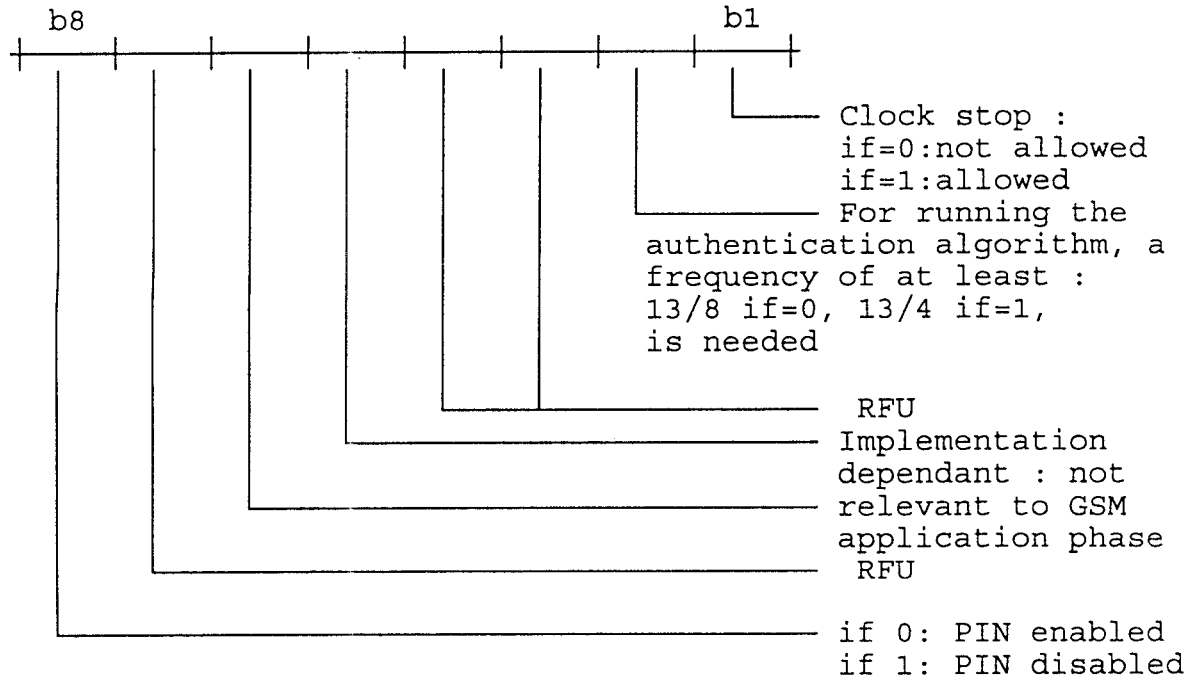 b8 b1
Clock stop :
if=0:not allowed
if=1:allowed
For running the
authentication algorithm, a
frequency of at least :
13/8 if=0, 13/4 if=1,
is needed
RFU
Implementation
dependant : not
relevant to GSM
application phase
RFU
if 0: PIN enabled
if 1: PIN disabled